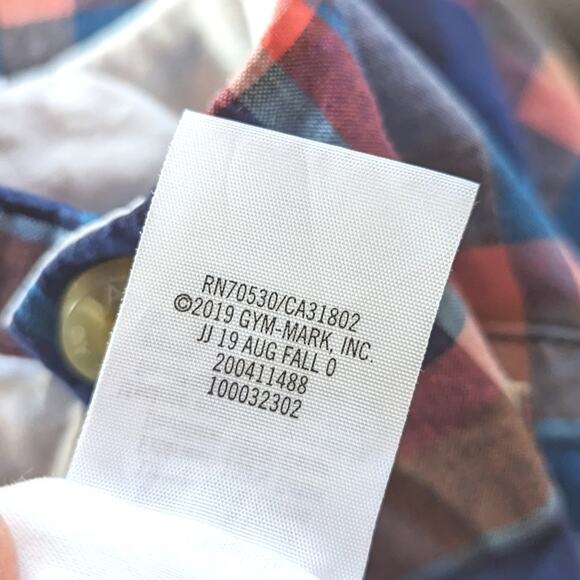 RN70530/CA31802
©2019 GYM-MARK, INC.
JJ 19 AUG FALL 0
200411488
100032302